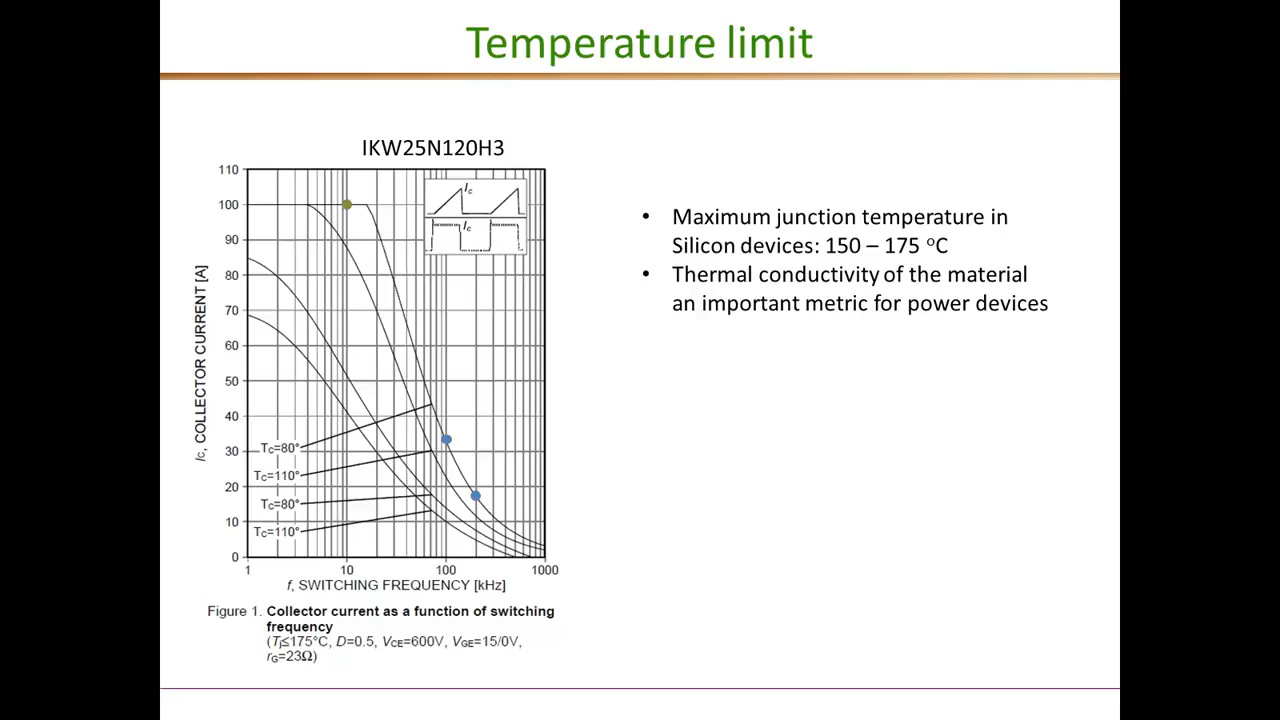 Temperature limit
IKW25N120H3
110
100
90
80
70
60
50
40
30
20
10
0
IC, COLLECTOR CURRENT [A]
IC
IC
TC=80°
TC=110°
TC=80°
TC=110°
1 10 100 1000
f, SWITCHING FREQUENCY [kHz]
Figure 1. Collector current as a function of switching
frequency
(Tj≤175°C, D=0.5, VCE=600V, VGE=15/0V,
rG=23Ω)
• Maximum junction temperature in
Silicon devices: 150 – 175 oC
• Thermal conductivity of the material
an important metric for power devices